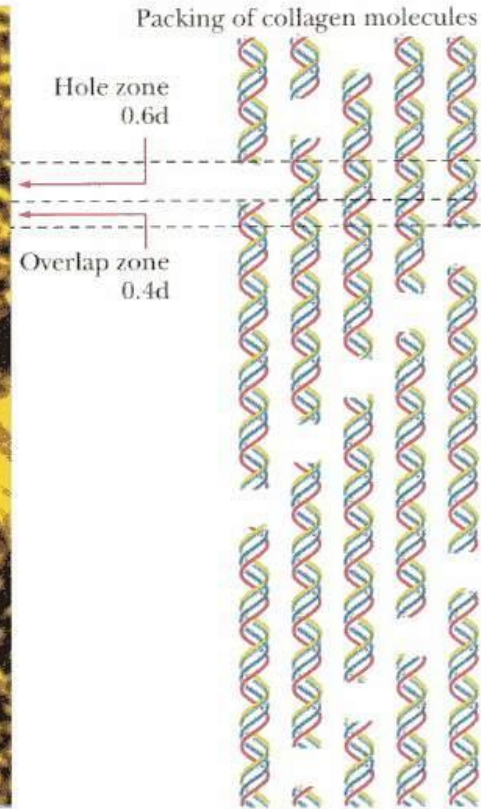 Packing of collagen molecules
Hole zone
0.6d
Overlap zone
0.4d